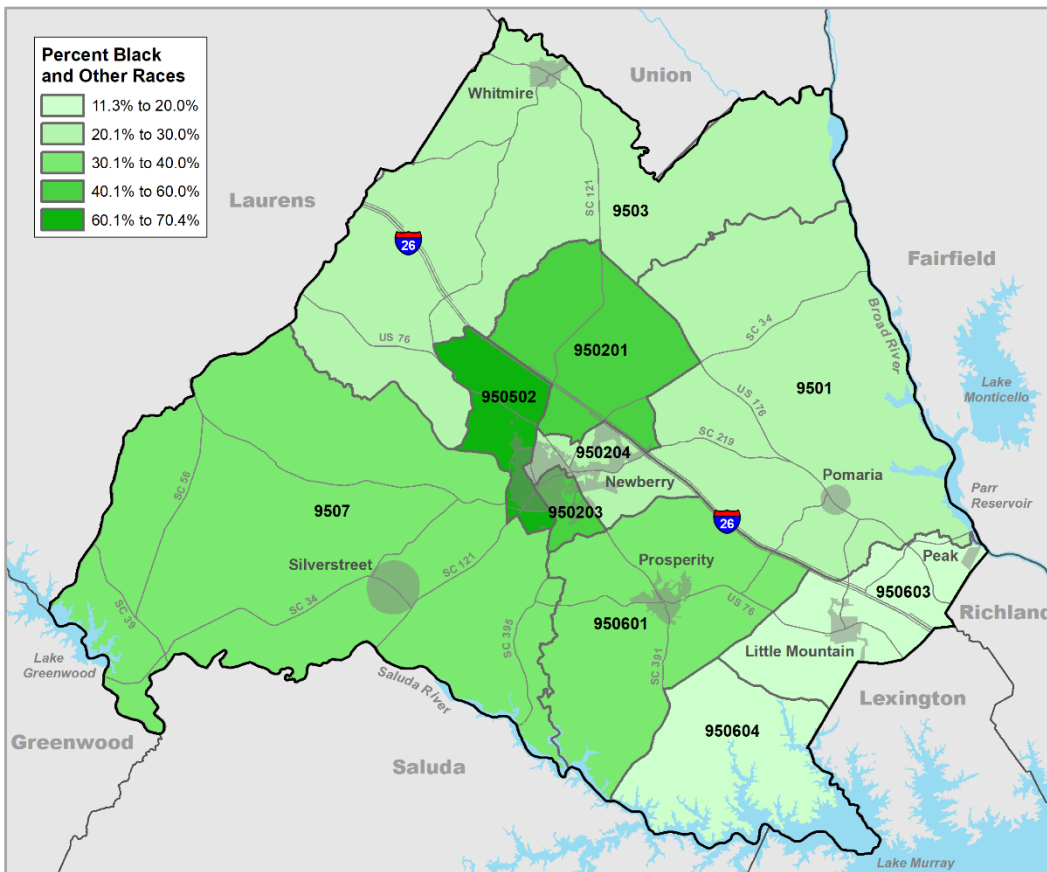 Percent Black
and Other Races
11.3% to 20.0%
20.1% to 30.0%
30.1% to 40.0%
40.1% to 60.0%
60.1% to 70.4%
Union
Whitmire
Laurens
SC 121
9503
26
Fairfield
Broad River
SC 34
US 76
950201
9501
Lake
Monticello
950502
US 176
SC 219
950204
Newberry
Pomaria
Parr
Reservoir
SC 56
9507
950203
26
Prosperity
Peak
Silverstreet
SC 121
950603
SC 34
US 76
Richland
SC 39
950601
SC 395
SC 391
Little Mountain
Lake
Greenwood
Saluda River
Lexington
950604
Greenwood
Saluda
Lake Murray